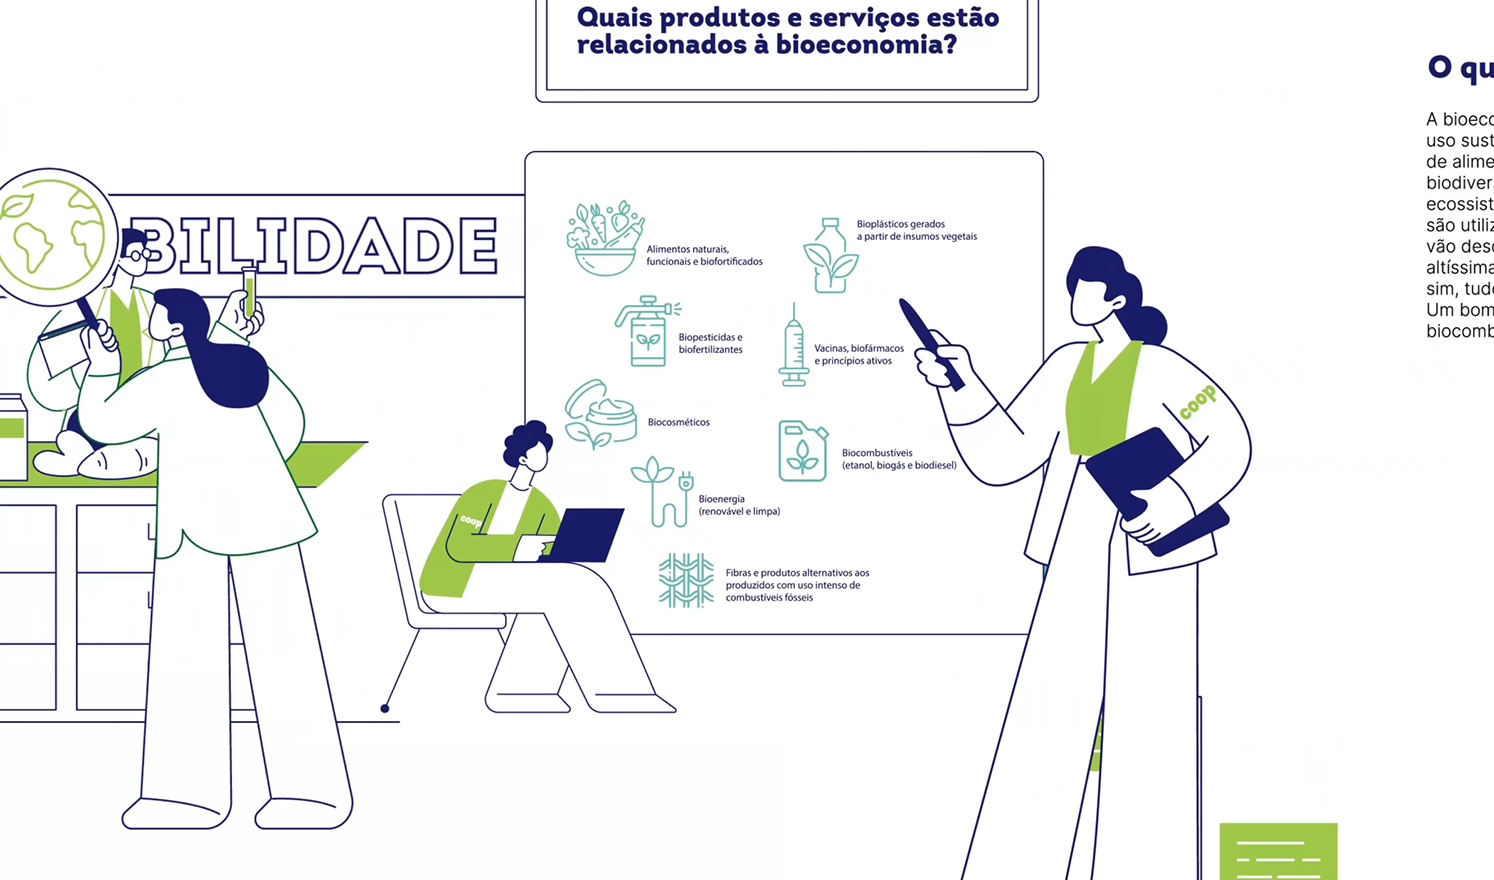 Quais produtos e serviços estão
relacionados à bioeconomia?
BILIDADE
Alimentos naturais,
funcionais e biofortificados
Bioplásticos gerados
a partir de insumos vegetais
Biopesticidas e
biofertilizantes
Vacinas, biofármacos
e princípios ativos
Biocosméticos
Biocombustíveis
(etanol, biogás e biodiesel)
Bioenergia
(renovável e limpa)
Fibras e produtos alternativos aos
produzidos com uso intenso de
combustíveis fósseis
coop
coop
O qu
A bioeco
uso sust
de alime
biodivers
ecossist
são utiliz
vão desd
altíssima
sim, tudo
Um bom
biocomb